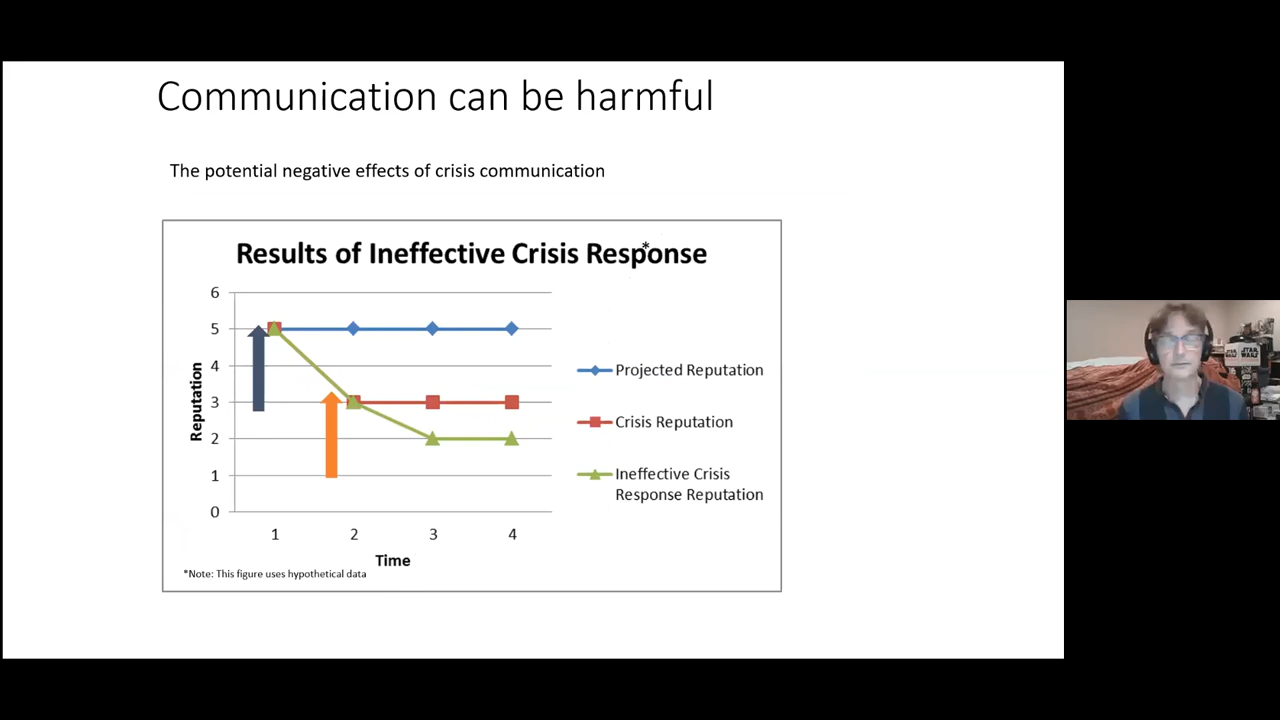 Communication can be harmful
The potential negative effects of crisis communication
Results of Ineffective Crisis Response*
6
5
4
3
2
1
0
Reputation
1 2 3 4
Time
Projected Reputation
Crisis Reputation
Ineffective Crisis
Response Reputation
*Note: This figure uses hypothetical data
STAR
WARS